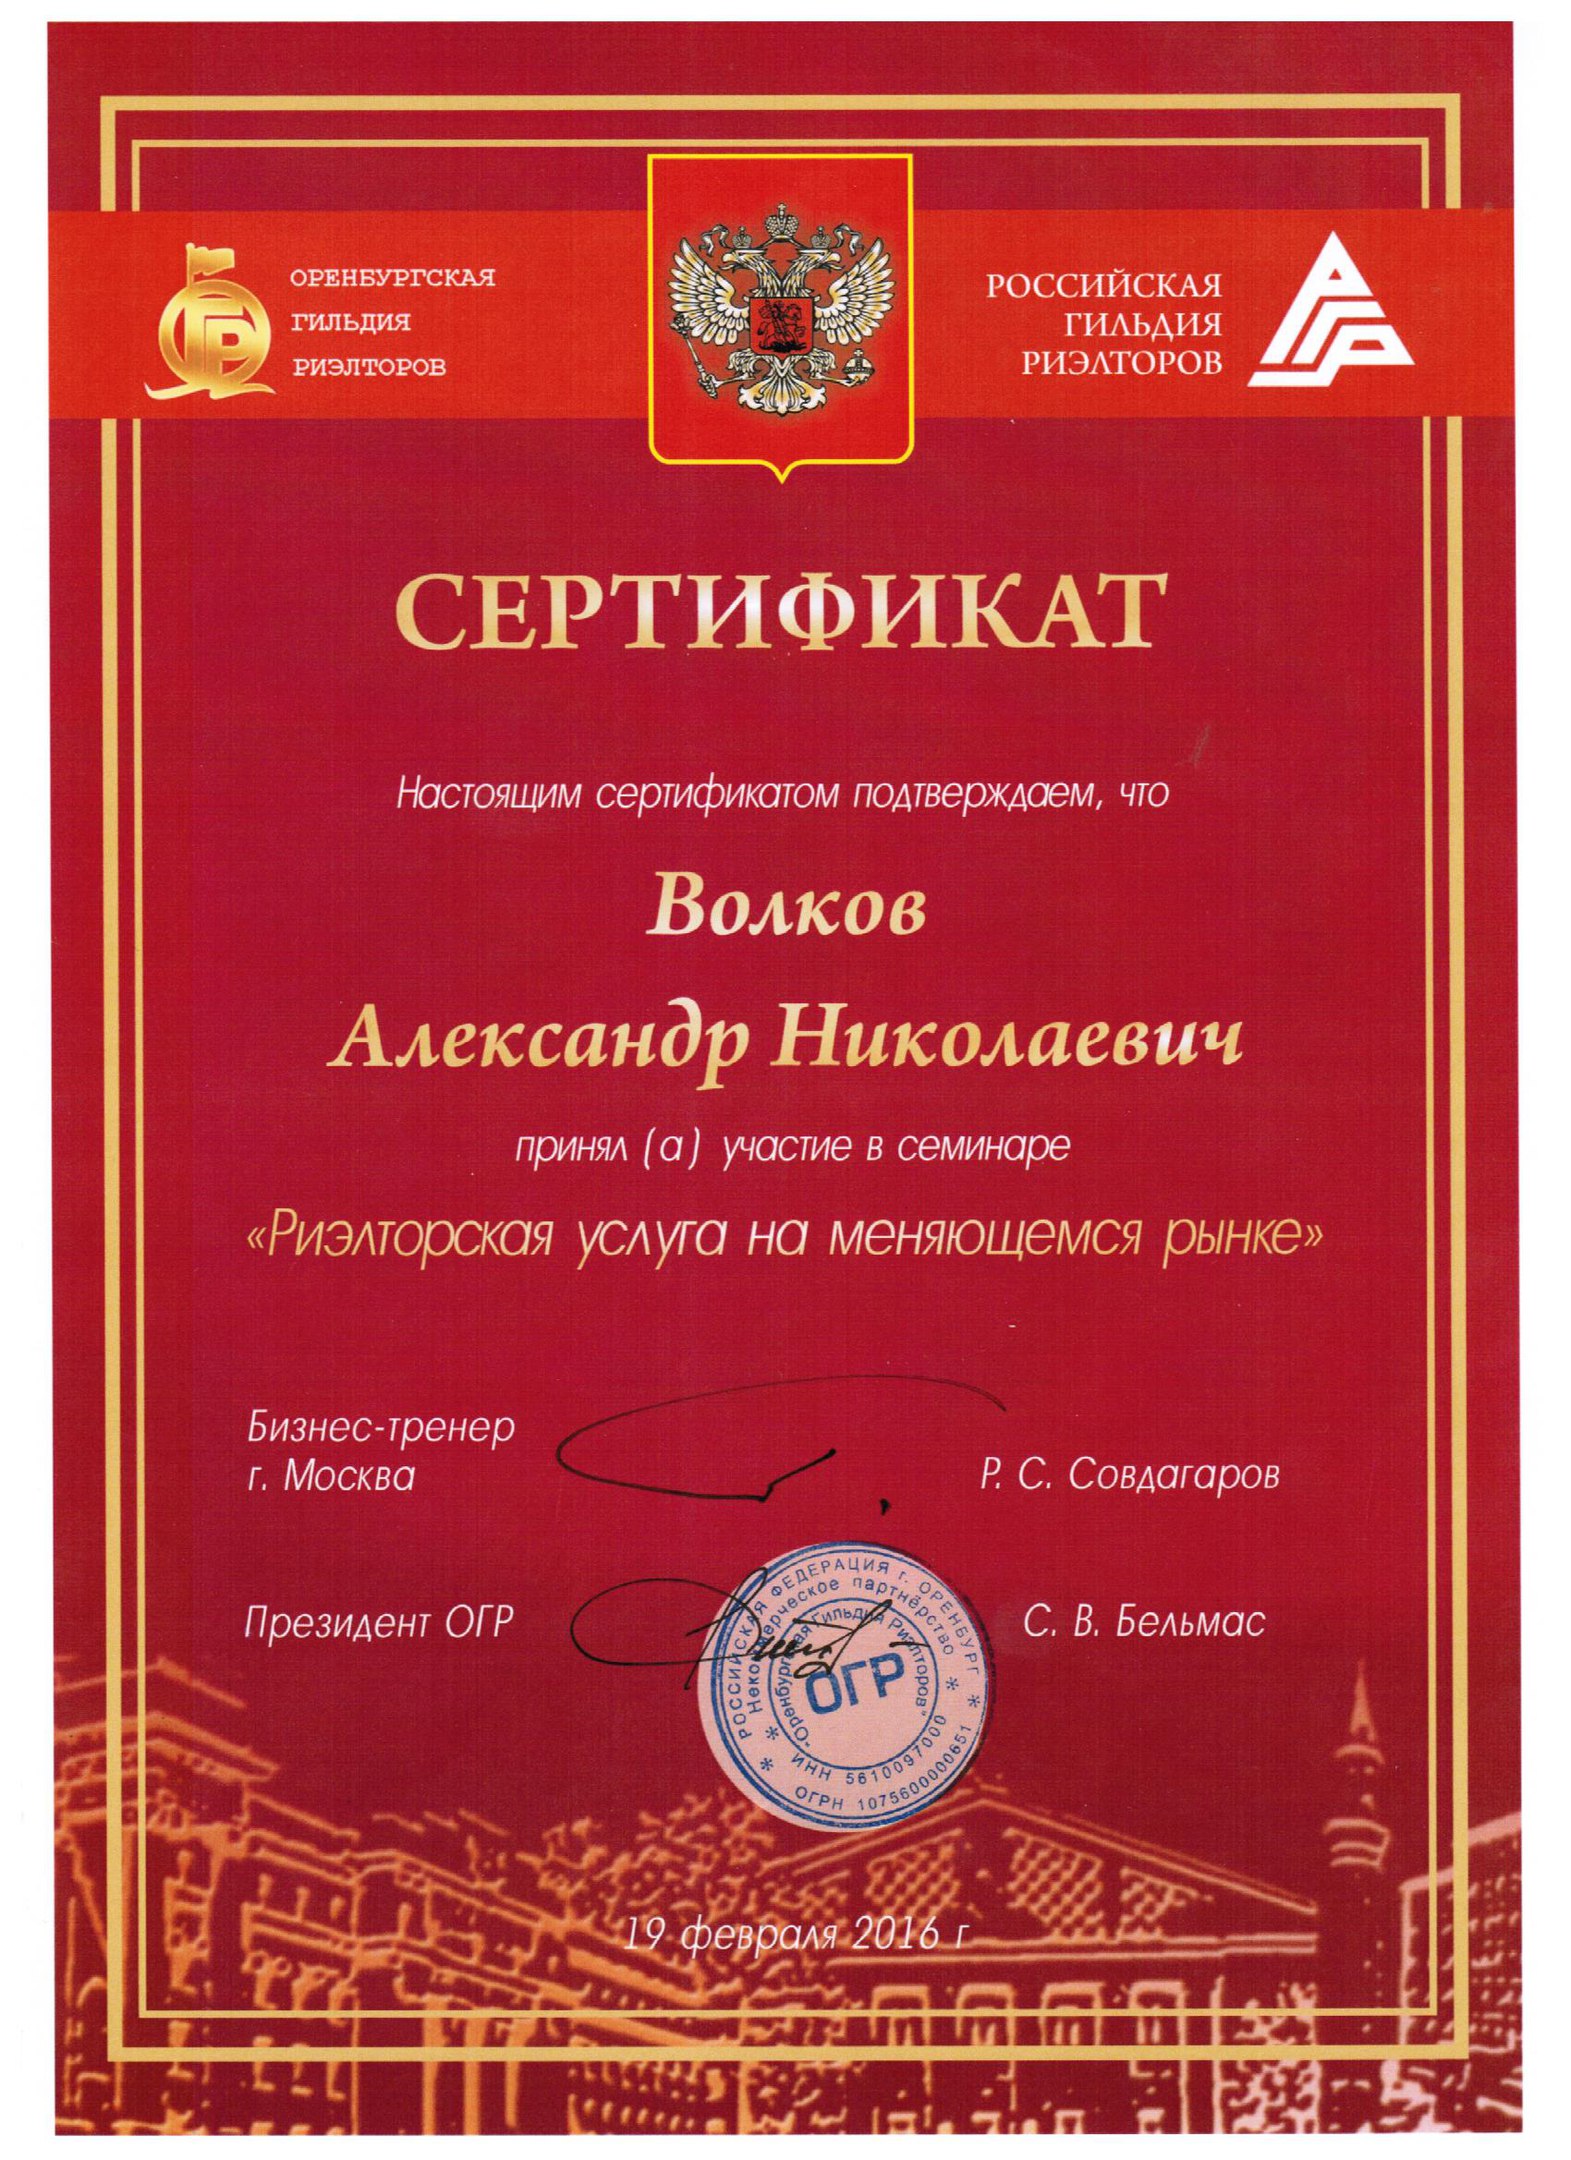 ОРЕНБУРГСКАЯ
ГИЛЬДИЯ
РИЭЛТОРОВ
РОССИЙСКАЯ
ГИЛЬДИЯ
РИЭЛТОРОВ
СЕРТИФИКАТ
Настоящим сертификатом подтверждаем, что
Волков
Александр Николаевич
принял (а) участие в семинаре
«Риэлторская услуга на меняющемся рынке»
Бизнес-тренер
г. Москва
Р. С. Совдагаров
Президент ОГР
С. В. Бельмас
РОССИЙСКАЯ ФЕДЕРАЦИЯ г. ОРЕНБУРГ
Некоммерческое партнёрство
"Оренбургская Гильдия Риэлторов"
ОГР
ИНН 5610097000
ОГРН 1075600000651
19 февраля 2016 г